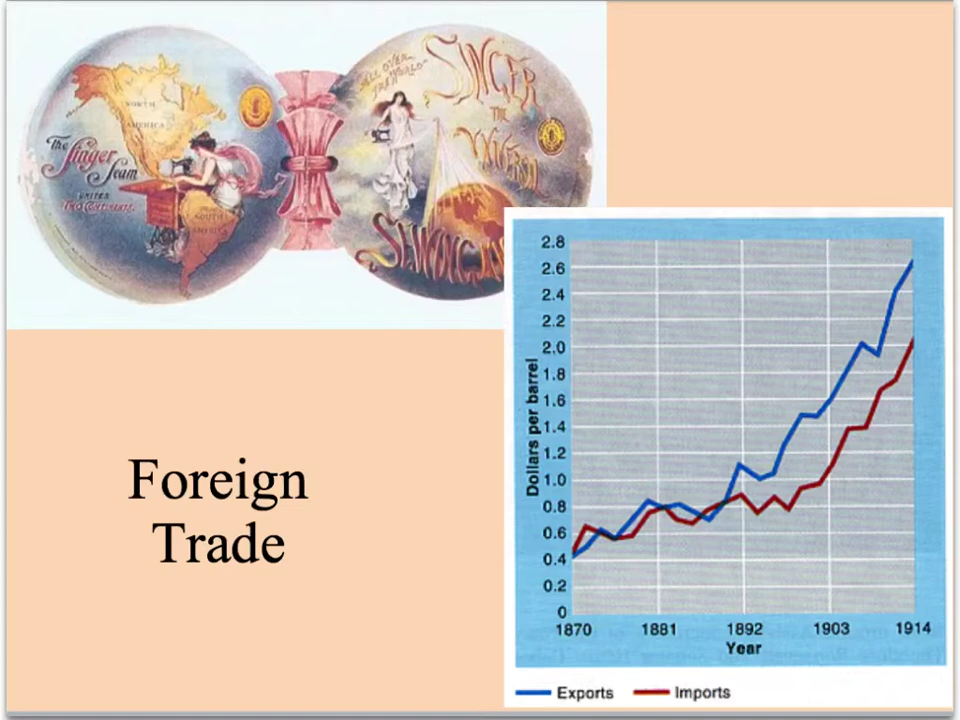 NORTH
AMERICA
The
Singer
Seam
UNITES
TWO CONTINENTS.
SOUTH
AMERICA
"ALL OVER
THE WORLD"
SINGER
THE
UNIVERSAL
SEWING
Foreign
Trade
Dollars per barrel
2.8
2.6
2.4
2.2
2.0
1.8
1.6
1.4
1.2
1.0
0.8
0.6
0.4
0.2
0
1870 1881 1892 1903 1914
Year
Exports Imports